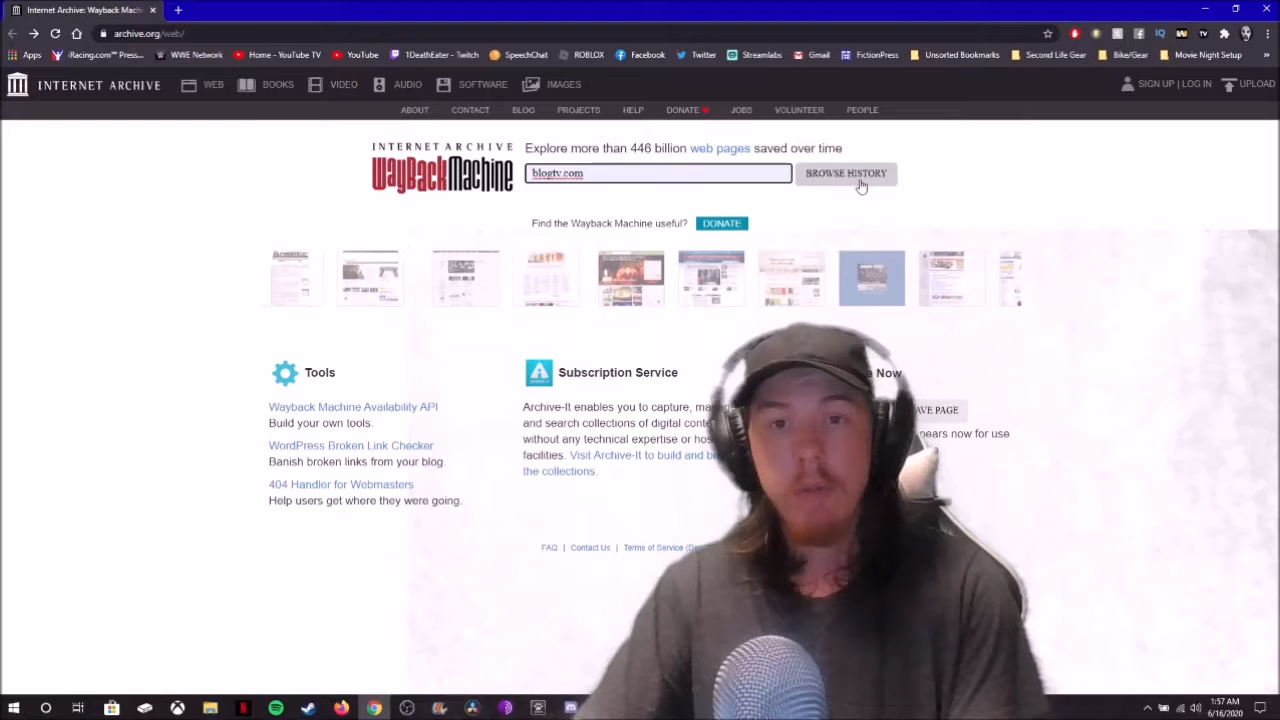 Internet Archive: Wayback Mach
archive.org/web/
Apps
iRacing.com™ Press...
WWE Network
Home - YouTube TV
1DeathEater - Twitch
SpeechChat
ROBLOX
Facebook
Twitter
Streamlabs
Gmail
FictionPress
Unsorted Bookmarks
Second Life Gear
Bike/Gear
Movie Night Setup
INTERNET ARCHIVE
WEB
BOOKS
VIDEO
AUDIO
SOFTWARE
IMAGES
SIGN UP | LOG IN
UPLOAD
ABOUT
CONTACT
BLOG
PROJECTS
HELP
DONATE
JOBS
VOLUNTEER
PEOPLE
INTERNET ARCHIVE
WayBackMachine
Explore more than 446 billion web pages saved over time
blogtv.com
BROWSE HISTORY
Find the Wayback Machine useful?
DONATE
Tools
Wayback Machine Availability API
Build your own tools.
WordPress Broken Link Checker
Banish broken links from your blog.
404 Handler for Webmasters
Help users get where they were going.
Subscription Service
Archive-It enables you to capture,
and search collections of digital
without any technical expertise or
facilities. Visit Archive-It to build and
the collections.
Now
PAGE
now for use
FAQ | Contact Us | Terms of Service
1:57 AM
6/16/2020